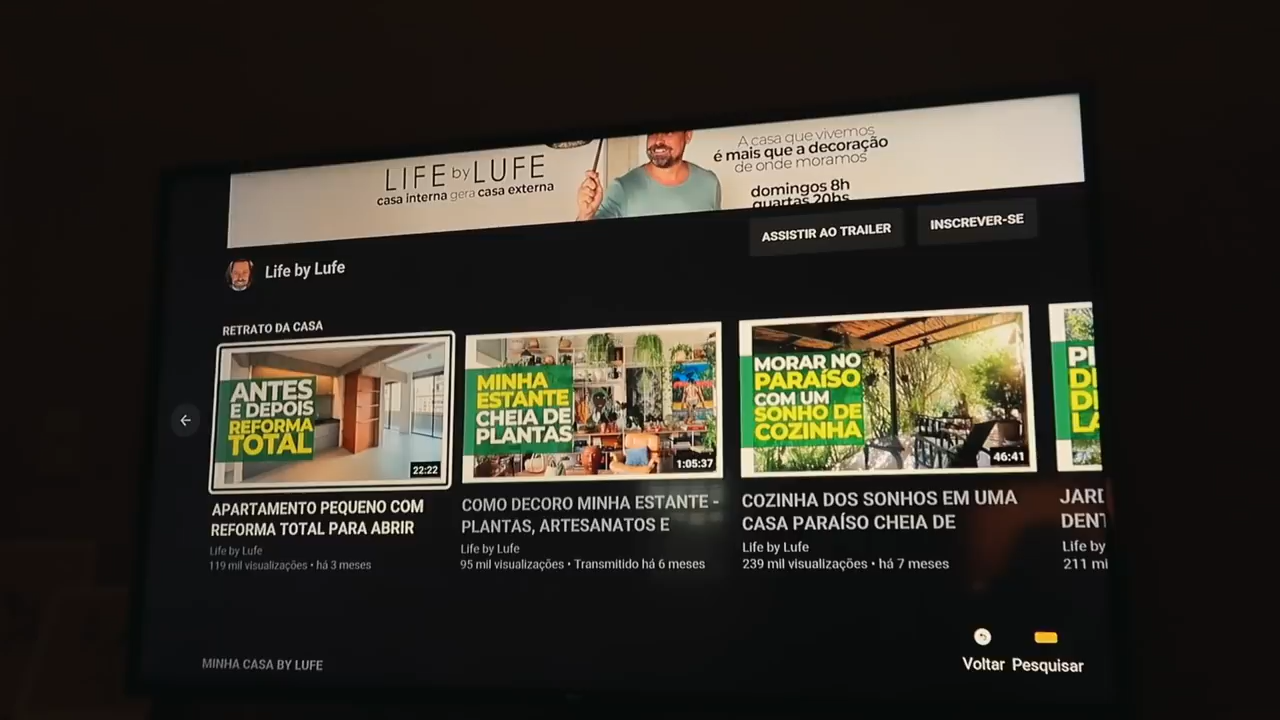 LIFE by LUFE
casa interna gera casa externa
A casa que vivemos
é mais que a decoração
de onde moramos
domingos 8h
quartas 20hs
ASSISTIR AO TRAILER
INSCREVER-SE
Life by Lufe
RETRATO DA CASA
ANTES
E DEPOIS
REFORMA
TOTAL
22:22
APARTAMENTO PEQUENO COM
REFORMA TOTAL PARA ABRIR
Life by Lufe
119 mil visualizações • há 3 meses
MINHA
ESTANTE
CHEIA DE
PLANTAS
1:05:37
COMO DECORO MINHA ESTANTE -
PLANTAS, ARTESANATOS E
Life by Lufe
95 mil visualizações • Transmitido há 6 meses
MORAR NO
PARAÍSO
COM UM
SONHO DE
COZINHA
46:41
COZINHA DOS SONHOS EM UMA
CASA PARAÍSO CHEIA DE
Life by Lufe
239 mil visualizações • há 7 meses
Life by
211 mi
MINHA CASA BY LUFE
Voltar
Pesquisar